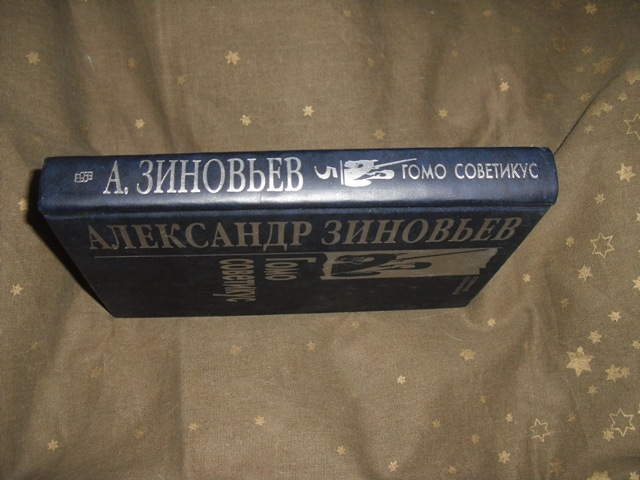 А. ЗИНОВЬЕВ 5 ГОМО СОВЕТИКУС
АЛЕКСАНДР ЗИНОВЬЕВ
Гомо
советикус